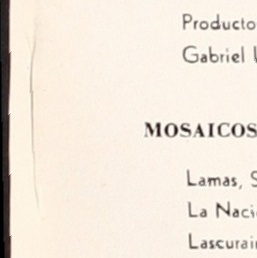 Producto
Gabriel
MOSAICOS
Lamas, S
La Naci
Lascurai